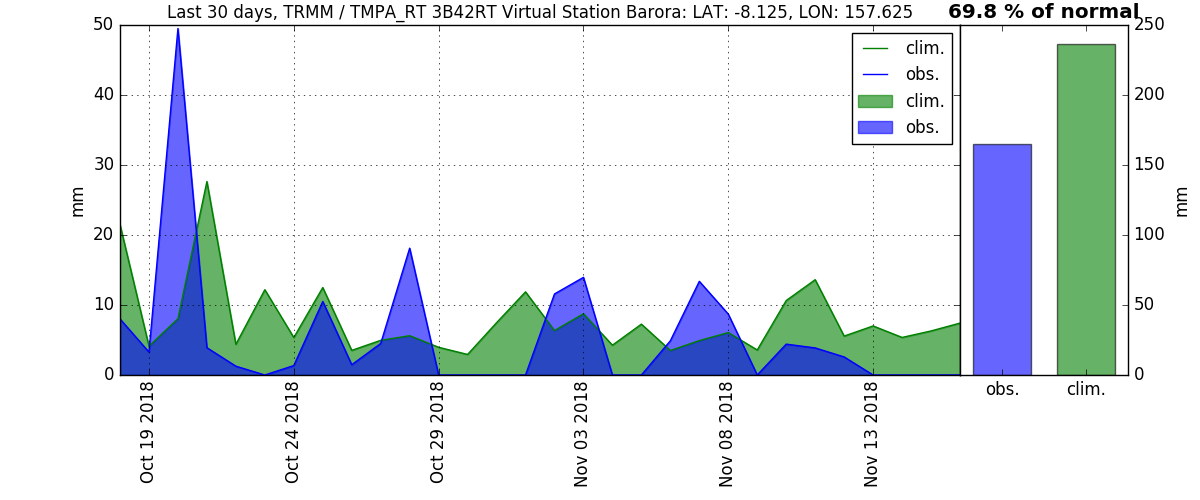 Last 30 days, TRMM / TMPA_RT 3B42RT Virtual Station Barora: LAT: -8.125, LON: 157.625
69.8 % of normal
50
40
30
20
10
0
mm
clim.
obs.
clim.
obs.
Oct 19 2018
Oct 24 2018
Oct 29 2018
Nov 03 2018
Nov 08 2018
Nov 13 2018
250
200
150
100
50
0
mm
obs.
clim.